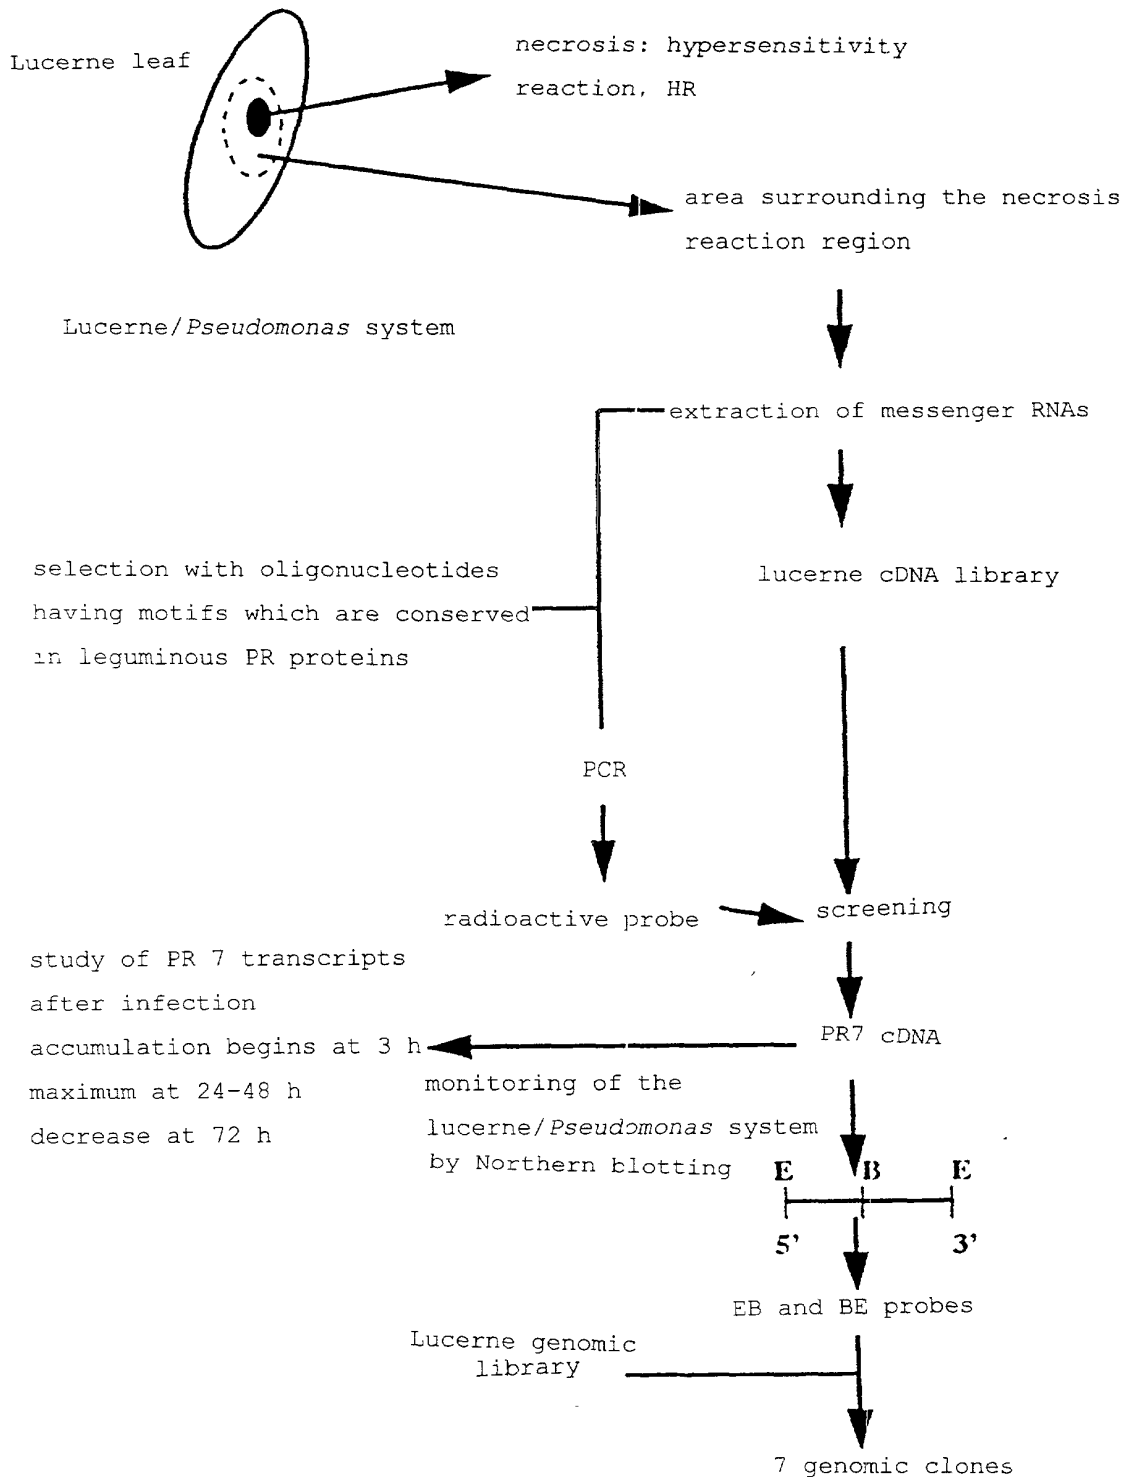 Lucerne leaf
necrosis: hypersensitivity
reaction, HR
area surrounding the necrosis
reaction region
Lucerne/Pseudomonas system
extraction of messenger RNAs
selection with oligonucleotides
having motifs which are conserved
in leguminous PR proteins
lucerne cDNA library
PCR
radioactive probe
screening
study of PR 7 transcripts
after infection
accumulation begins at 3 h
maximum at 24-48 h
decrease at 72 h
PR7 cDNA
monitoring of the
lucerne/Pseudomonas system
by Northern blotting
E B E
5' 3'
EB and BE probes
Lucerne genomic
library
7 genomic clones